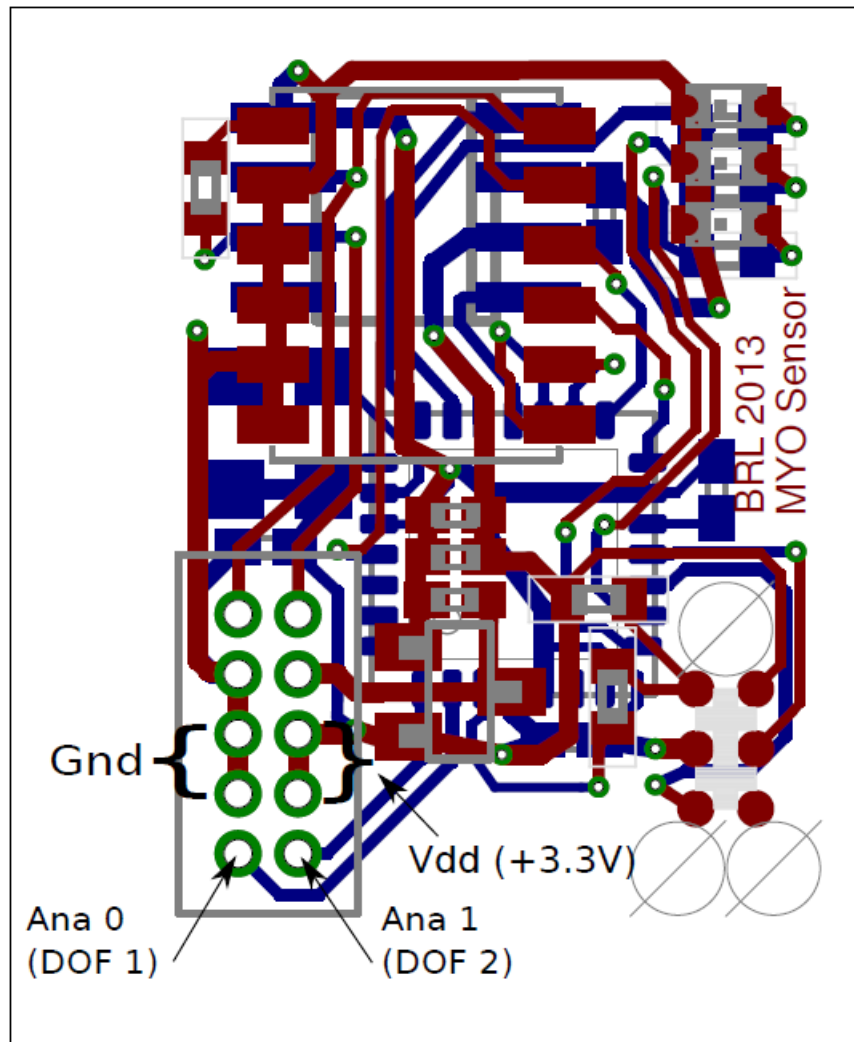 BRL 2013
MYO Sensor
Gnd
Vdd (+3.3V)
Ana 0
(DOF 1)
Ana 1
(DOF 2)